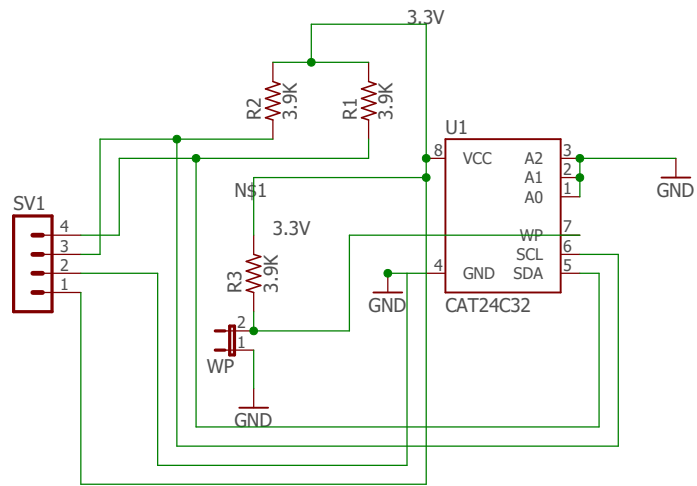 3.3V
R2
3.9K
R1
3.9K
U1
8
VCC
A2
3
A1
2
A0
1
WP
7
SCL
6
4
GND
SDA
5
CAT24C32
GND
N$1
3.3V
R3
3.9K
SV1
4
3
2
1
GND
2
1
WP
GND